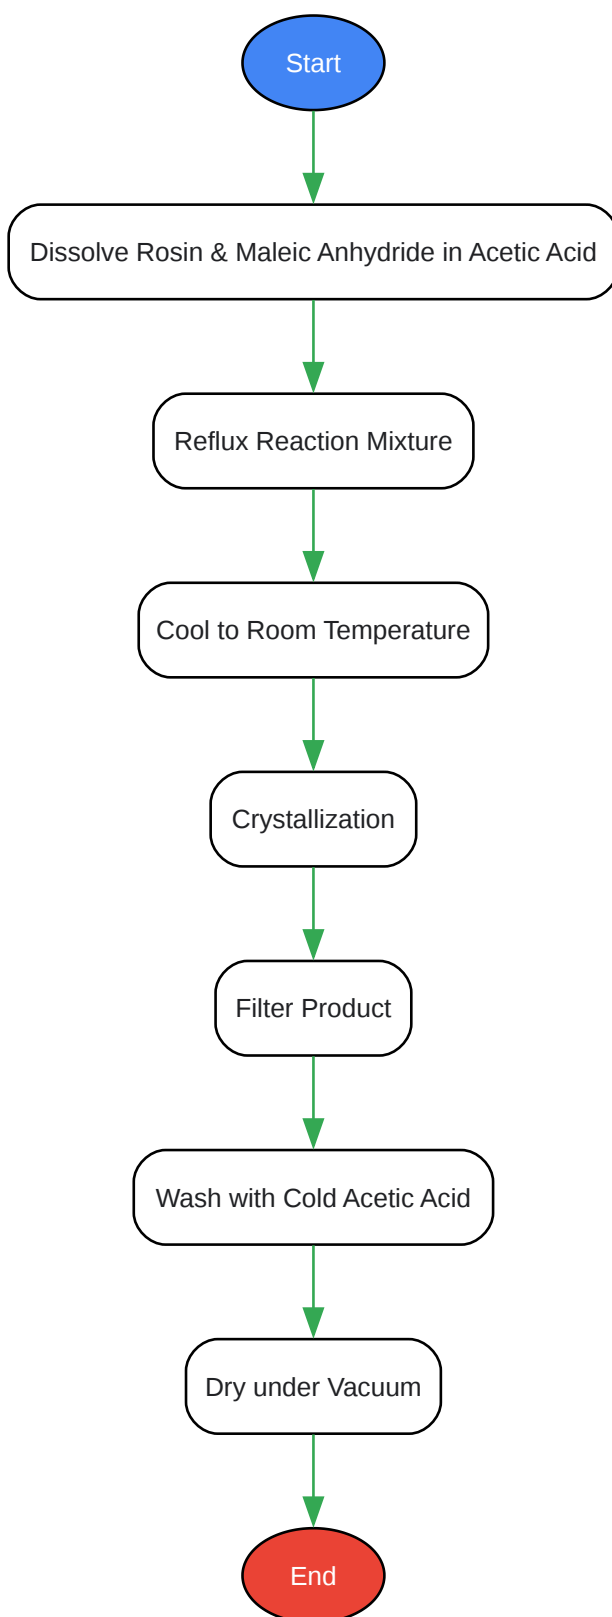 Start
Dissolve Rosin & Maleic Anhydride in Acetic Acid
Reflux Reaction Mixture
Cool to Room Temperature
Crystallization
Filter Product
Wash with Cold Acetic Acid
Dry under Vacuum
End